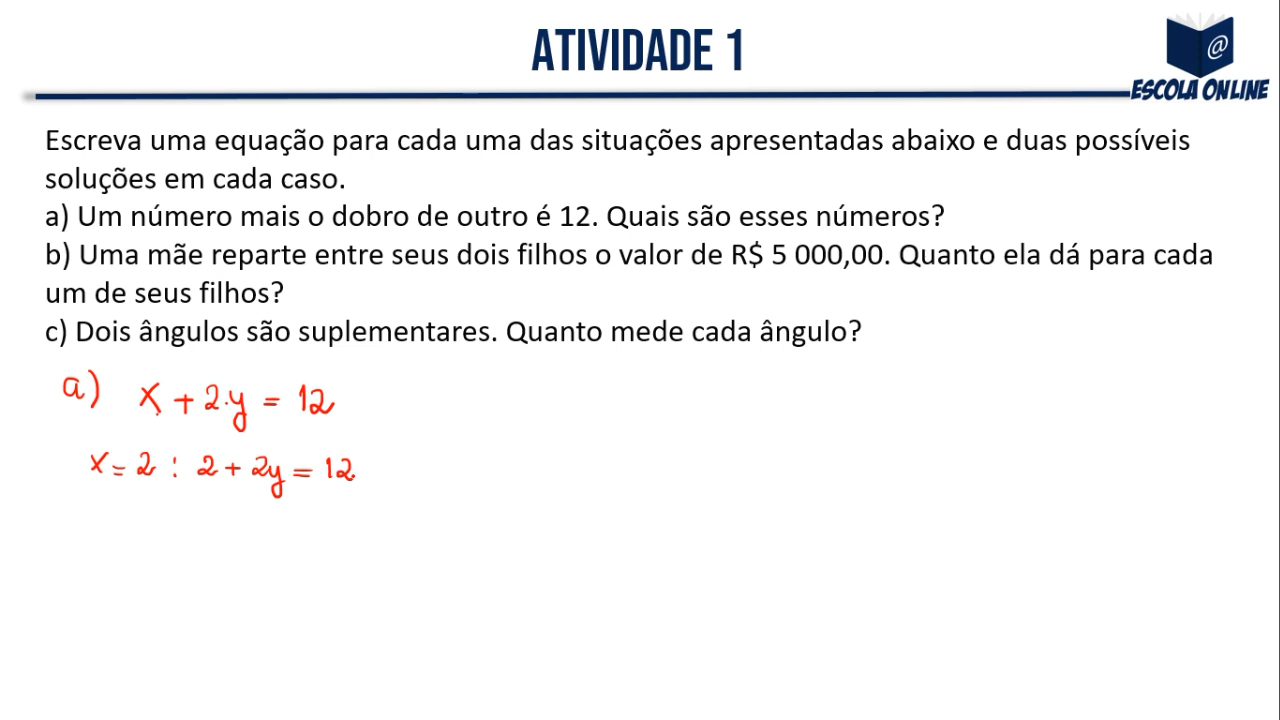 ATIVIDADE 1
@
ESCOLA ONLINE
Escreva uma equação para cada uma das situações apresentadas abaixo e duas possíveis
soluções em cada caso.
a) Um número mais o dobro de outro é 12. Quais são esses números?
b) Uma mãe reparte entre seus dois filhos o valor de R$ 5 000,00. Quanto ela dá para cada
um de seus filhos?
c) Dois ângulos são suplementares. Quanto mede cada ângulo?
a) x + 2·y = 12
x = 2 : 2 + 2y = 12